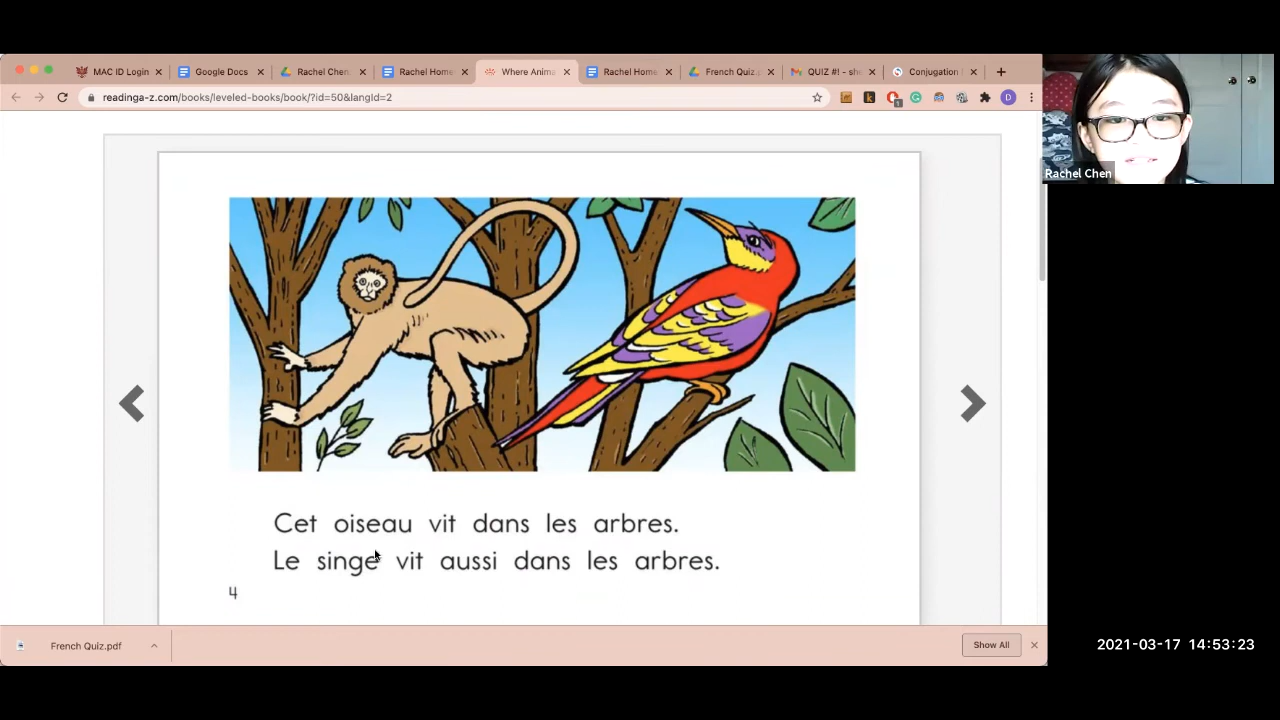 MAC ID Login
Google Docs
Rachel Chen
Rachel Home
Where Anima
Rachel Home
French Quiz.p
QUIZ #! - she
Conjugation
readinga-z.com/books/leveled-books/book/?id=50&langId=2
D
1
Rachel Chen
Cet oiseau vit dans les arbres.
Le singe vit aussi dans les arbres.
4
French Quiz.pdf
Show All
2021-03-17 14:53:23